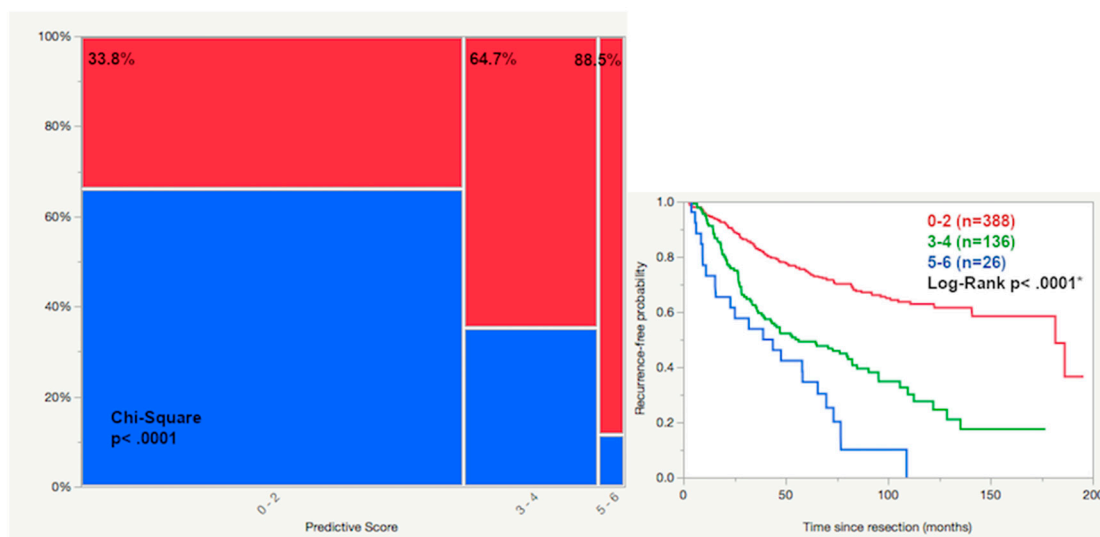 100%
80%
60%
40%
20%
0%
33.8%
64.7%
88.5%
Chi-Square
p< .0001
0 - 2
3 - 4
5 - 6
Predictive Score
1.0
0.8
0.6
0.4
0.2
0.0
Recurrence-free probability
0-2 (n=388)
3-4 (n=136)
5-6 (n=26)
Log-Rank p< .0001*
0
50
100
150
200
Time since resection (months)